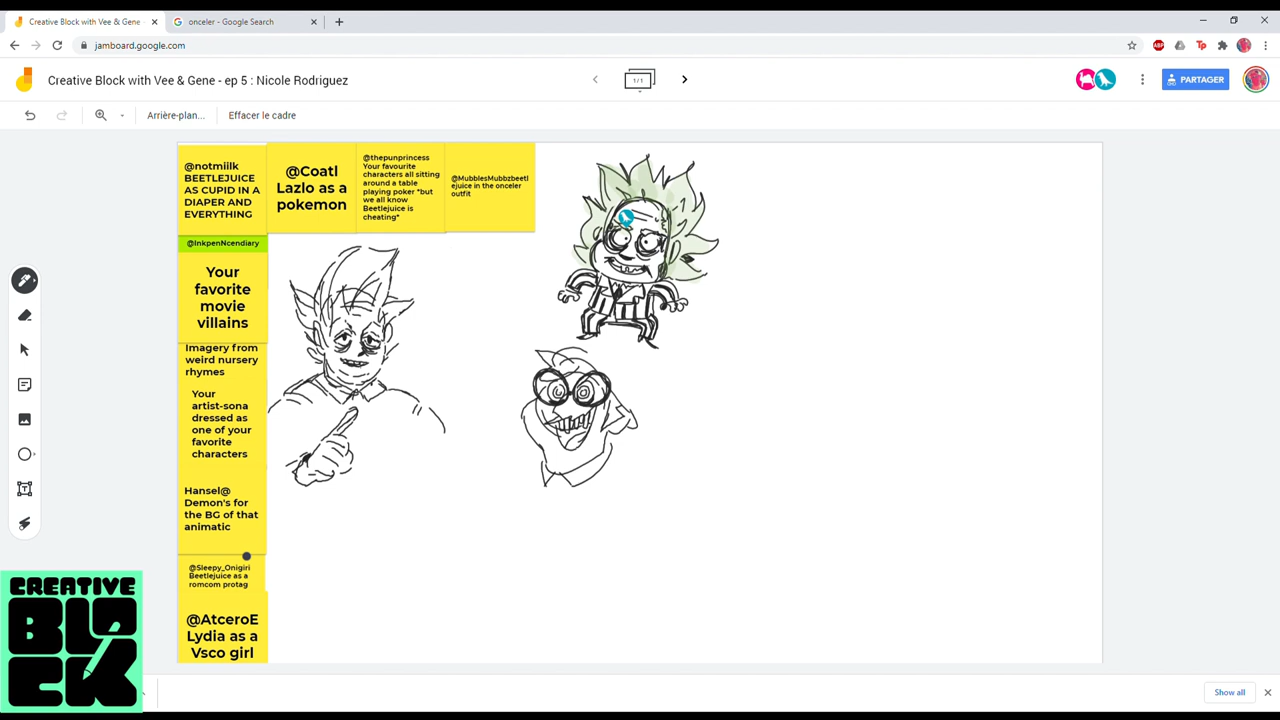 Creative Block with Vee & Gene -
onceler - Google Search
jamboard.google.com
ABP
Tp
Creative Block with Vee & Gene - ep 5 : Nicole Rodriguez
1/1
PARTAGER
Arrière-plan...
Effacer le cadre
@notmiilk
BEETLEJUICE
AS CUPID IN A
DIAPER AND
EVERYTHING
@Coatl
Lazlo as a
pokemon
@thepunprincess
Your favourite
characters all sitting
around a table
playing poker *but
we all know
Beetlejuice is
cheating*
@MubblesMubbzbeetl
ejuice in the onceler
outfit
@InkpenNcendiary
Your
favorite
movie
villains
Imagery from
weird nursery
rhymes
Your
artist-sona
dressed as
one of your
favorite
characters
Hansel@
Demon's for
the BG of that
animatic
@Sleepy_Onigiri
Beetlejuice as a
romcom protag
@AtceroE
Lydia as a
Vsco girl
CREATIVE
BLOCK
Show all